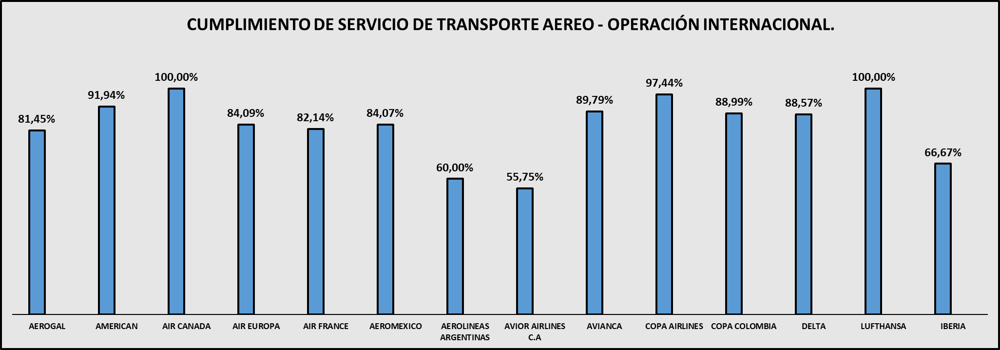 CUMPLIMIENTO DE SERVICIO DE TRANSPORTE AEREO - OPERACIÓN INTERNACIONAL.
81,45%
91,94%
100,00%
84,09%
82,14%
84,07%
60,00%
55,75%
89,79%
97,44%
88,99%
88,57%
100,00%
66,67%
AEROGAL
AMERICAN
AIR CANADA
AIR EUROPA
AIR FRANCE
AEROMEXICO
AEROLINEAS
ARGENTINAS
AVIOR AIRLINES
C.A
AVIANCA
COPA AIRLINES
COPA COLOMBIA
DELTA
LUFTHANSA
IBERIA